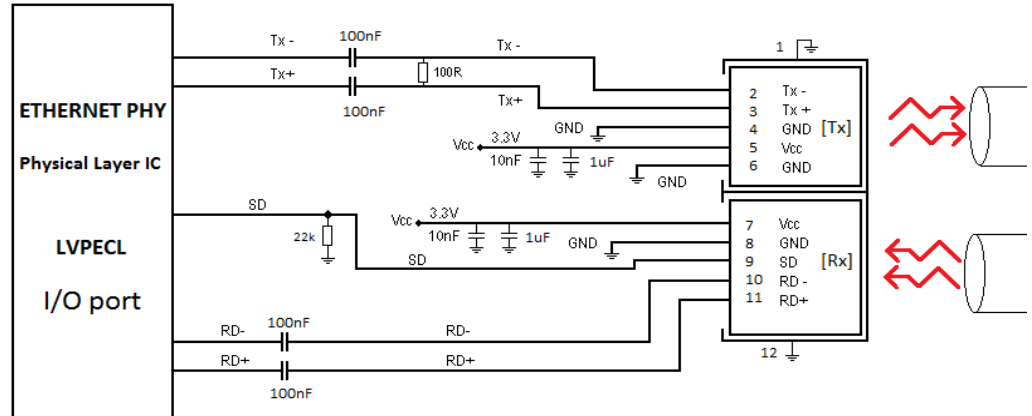 ETHERNET PHY
Physical Layer IC
LVPECL
I/O port
Tx - 100nF Tx -
Tx+ 100R
100nF Tx+
GND
Vcc 3.3V
10nF 1uF
GND
SD
22k
Vcc 3.3V
10nF 1uF
GND
SD
RD- 100nF RD-
RD+ RD+
100nF
1
2 Tx -
3 Tx +
4 GND [Tx]
5 Vcc
6 GND
7 Vcc
8 GND
9 SD [Rx]
10 RD -
11 RD+
12